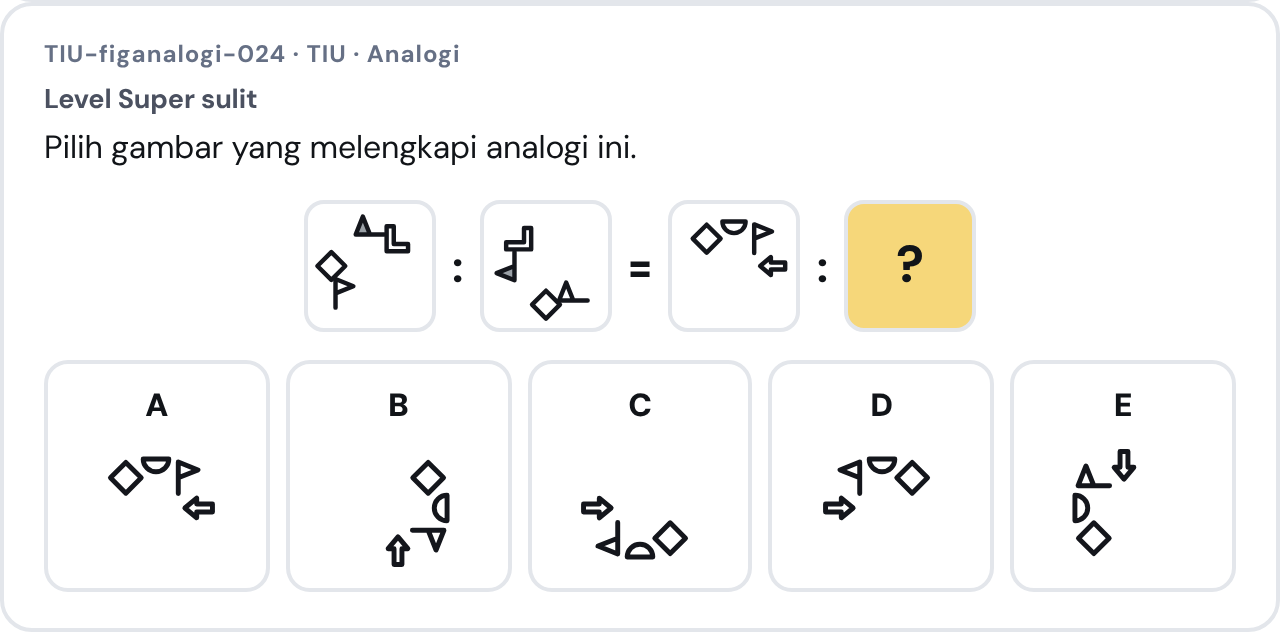 TIU-figanalogi-024 · TIU · Analogi
Level Super sulit
Pilih gambar yang melengkapi analogi ini.
: = : ?
A B C D E